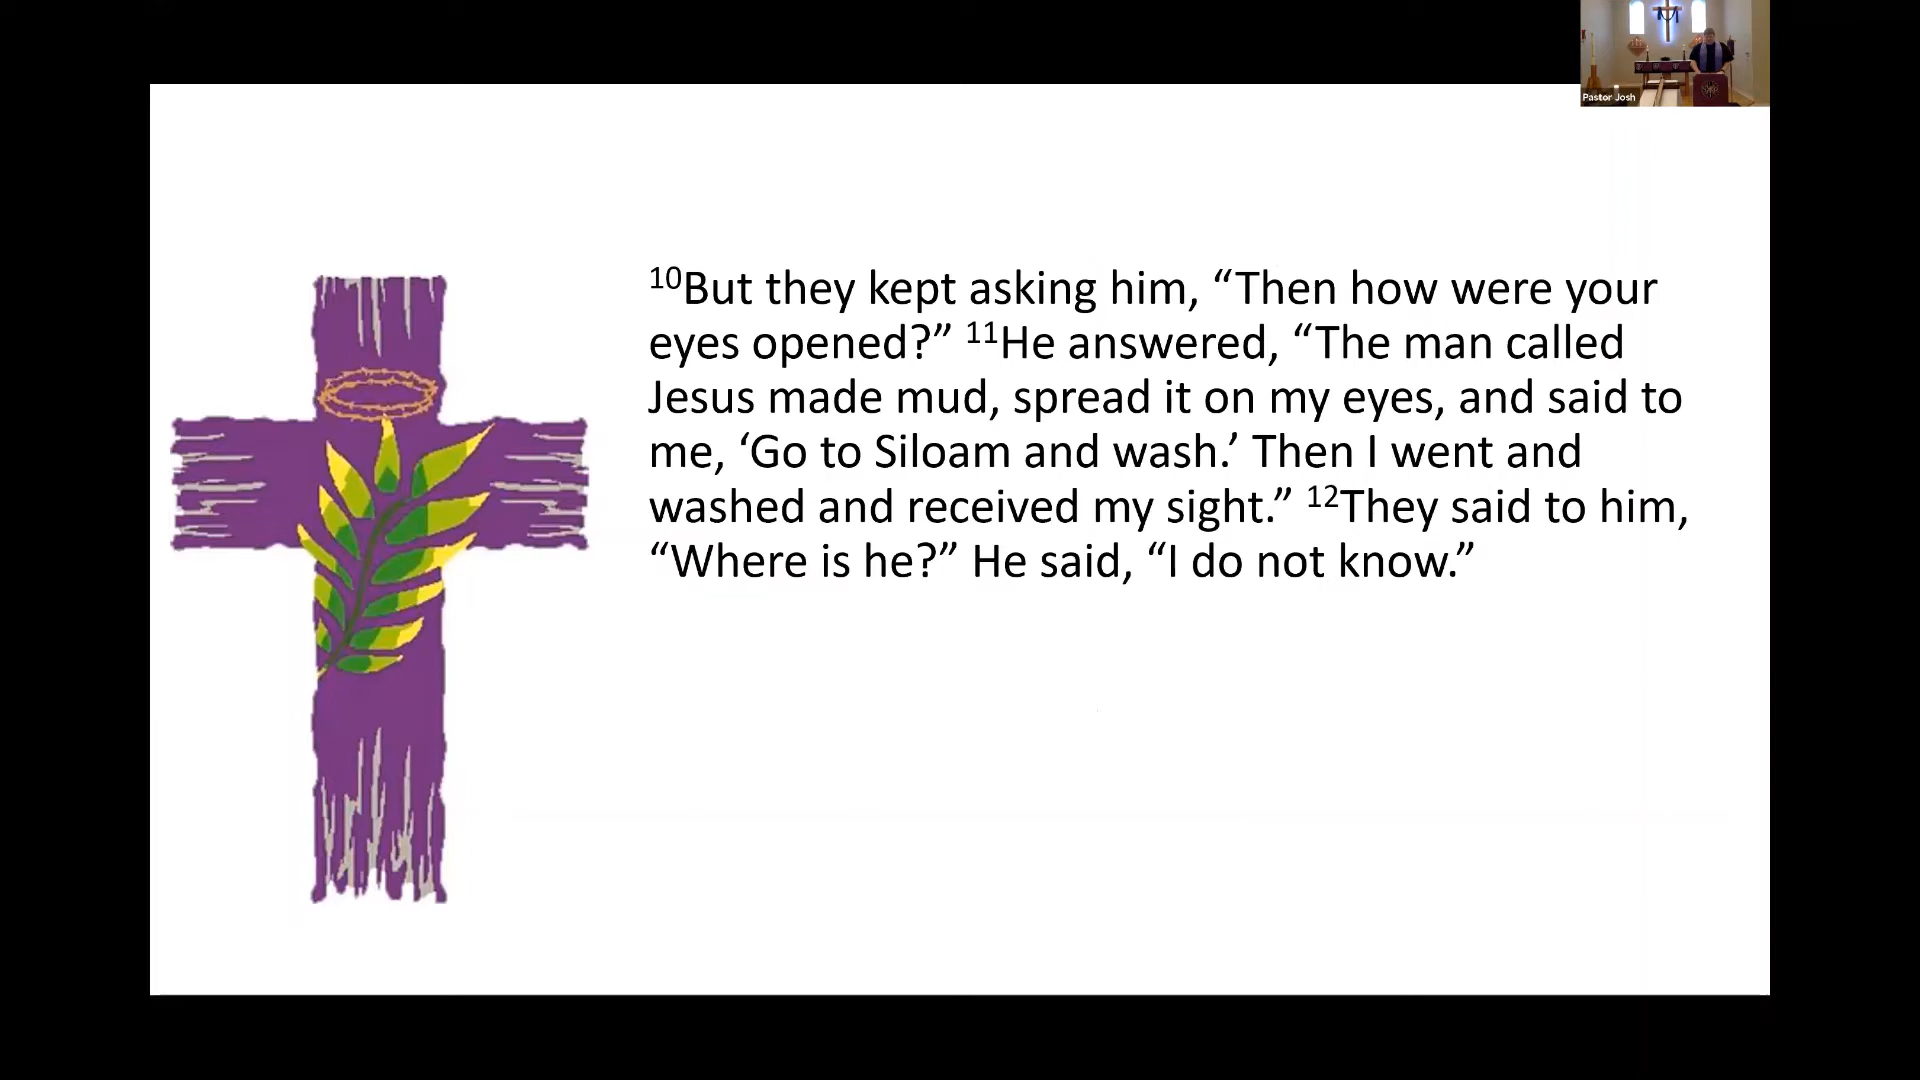 Pastor Josh
¹⁰But they kept asking him, “Then how were your
eyes opened?” ¹¹He answered, “The man called
Jesus made mud, spread it on my eyes, and said to
me, ‘Go to Siloam and wash.’ Then I went and
washed and received my sight.” ¹²They said to him,
“Where is he?” He said, “I do not know.”